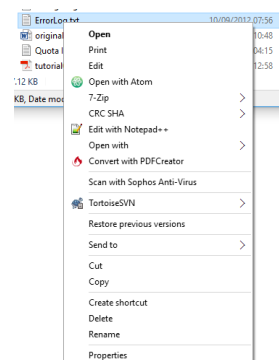 ErrorLog.txt 10/09/2012 07:56
original 10:48
Quota 04:15
tutorial 12:58
.12 KB
KB, Date mod
Open
Print
Edit
Open with Atom
7-Zip
CRC SHA
Edit with Notepad++
Open with
Convert with PDFCreator
Scan with Sophos Anti-Virus
TortoiseSVN
Restore previous versions
Send to
Cut
Copy
Create shortcut
Delete
Rename
Properties